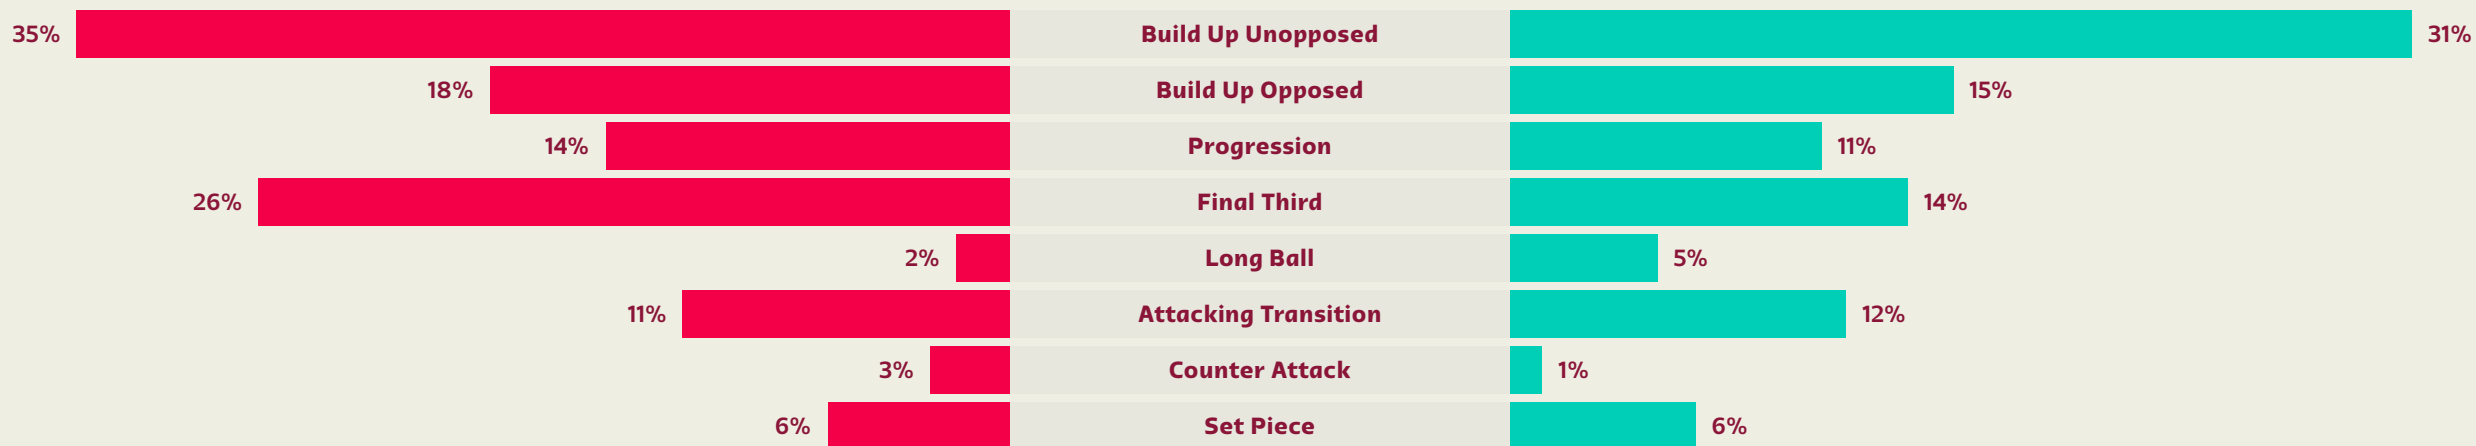 35% Build Up Unopposed 31%
18% Build Up Opposed 15%
14% Progression 11%
26% Final Third 14%
2% Long Ball 5%
11% Attacking Transition 12%
3% Counter Attack 1%
6% Set Piece 6%